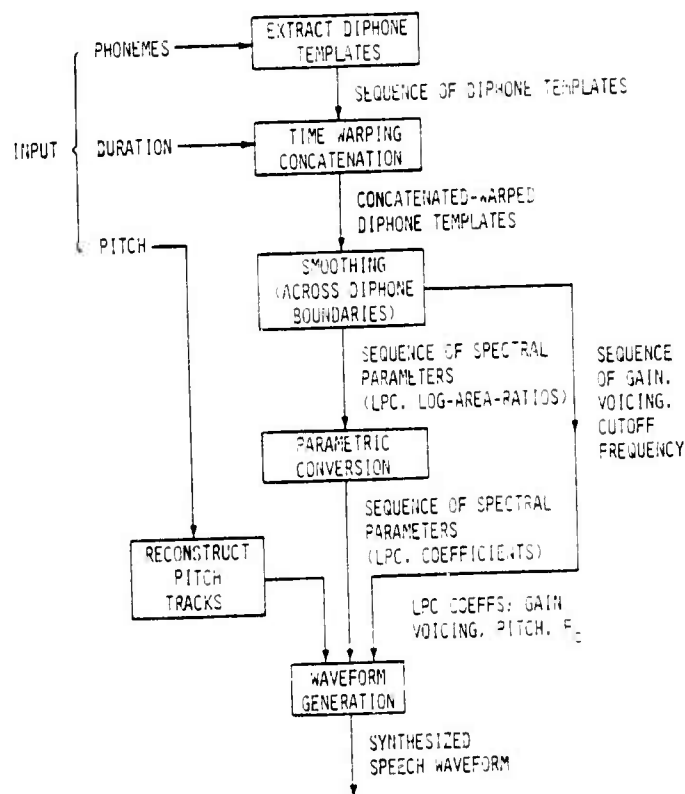 EXTRACT DIPHONE
TEMPLATES
PHONEMES
SEQUENCE OF DIPHONE TEMPLATES
INPUT
DURATION
TIME WARPING
CONCATENATION
CONCATENATED-WARPED
DIPHONE TEMPLATES
PITCH
SMOOTHING
(ACROSS DIPHONE
BOUNDARIES)
SEQUENCE OF SPECTRAL
PARAMETERS
(LPC. LOG-AREA-RATIOS)
SEQUENCE
OF GAIN,
VOICING,
CUTOFF
FREQUENCY
PARAMETRIC
CONVERSION
SEQUENCE OF SPECTRAL
PARAMETERS
(LPC. COEFFICIENTS)
RECONSTRUCT
PITCH
TRACKS
LPC COEFFS; GAIN
VOICING, PITCH, Fc
WAVEFORM
GENERATION
SYNTHESIZED
SPEECH WAVEFORM